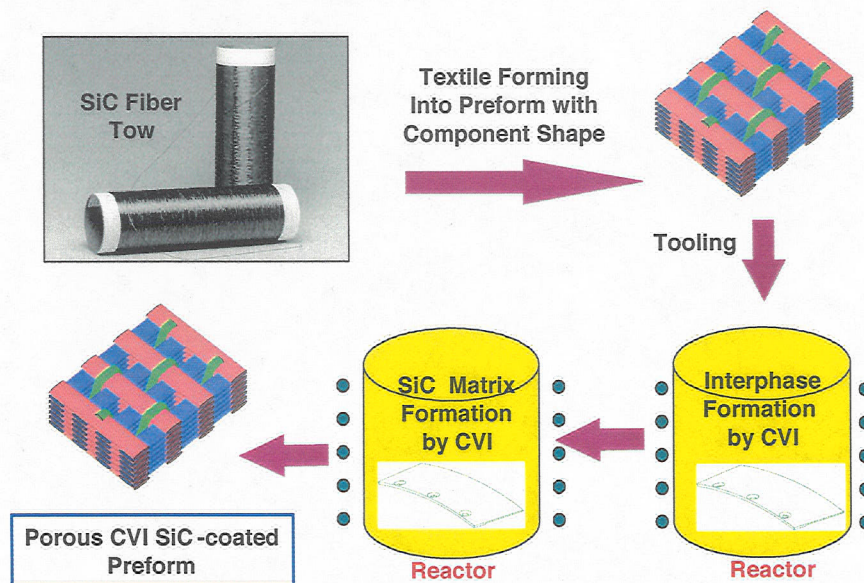 SiC Fiber
Tow
Textile Forming
Into Preform with
Component Shape
Tooling
Interphase
Formation
by CVI
Reactor
SiC Matrix
Formation
by CVI
Reactor
Porous CVI SiC-coated
Preform